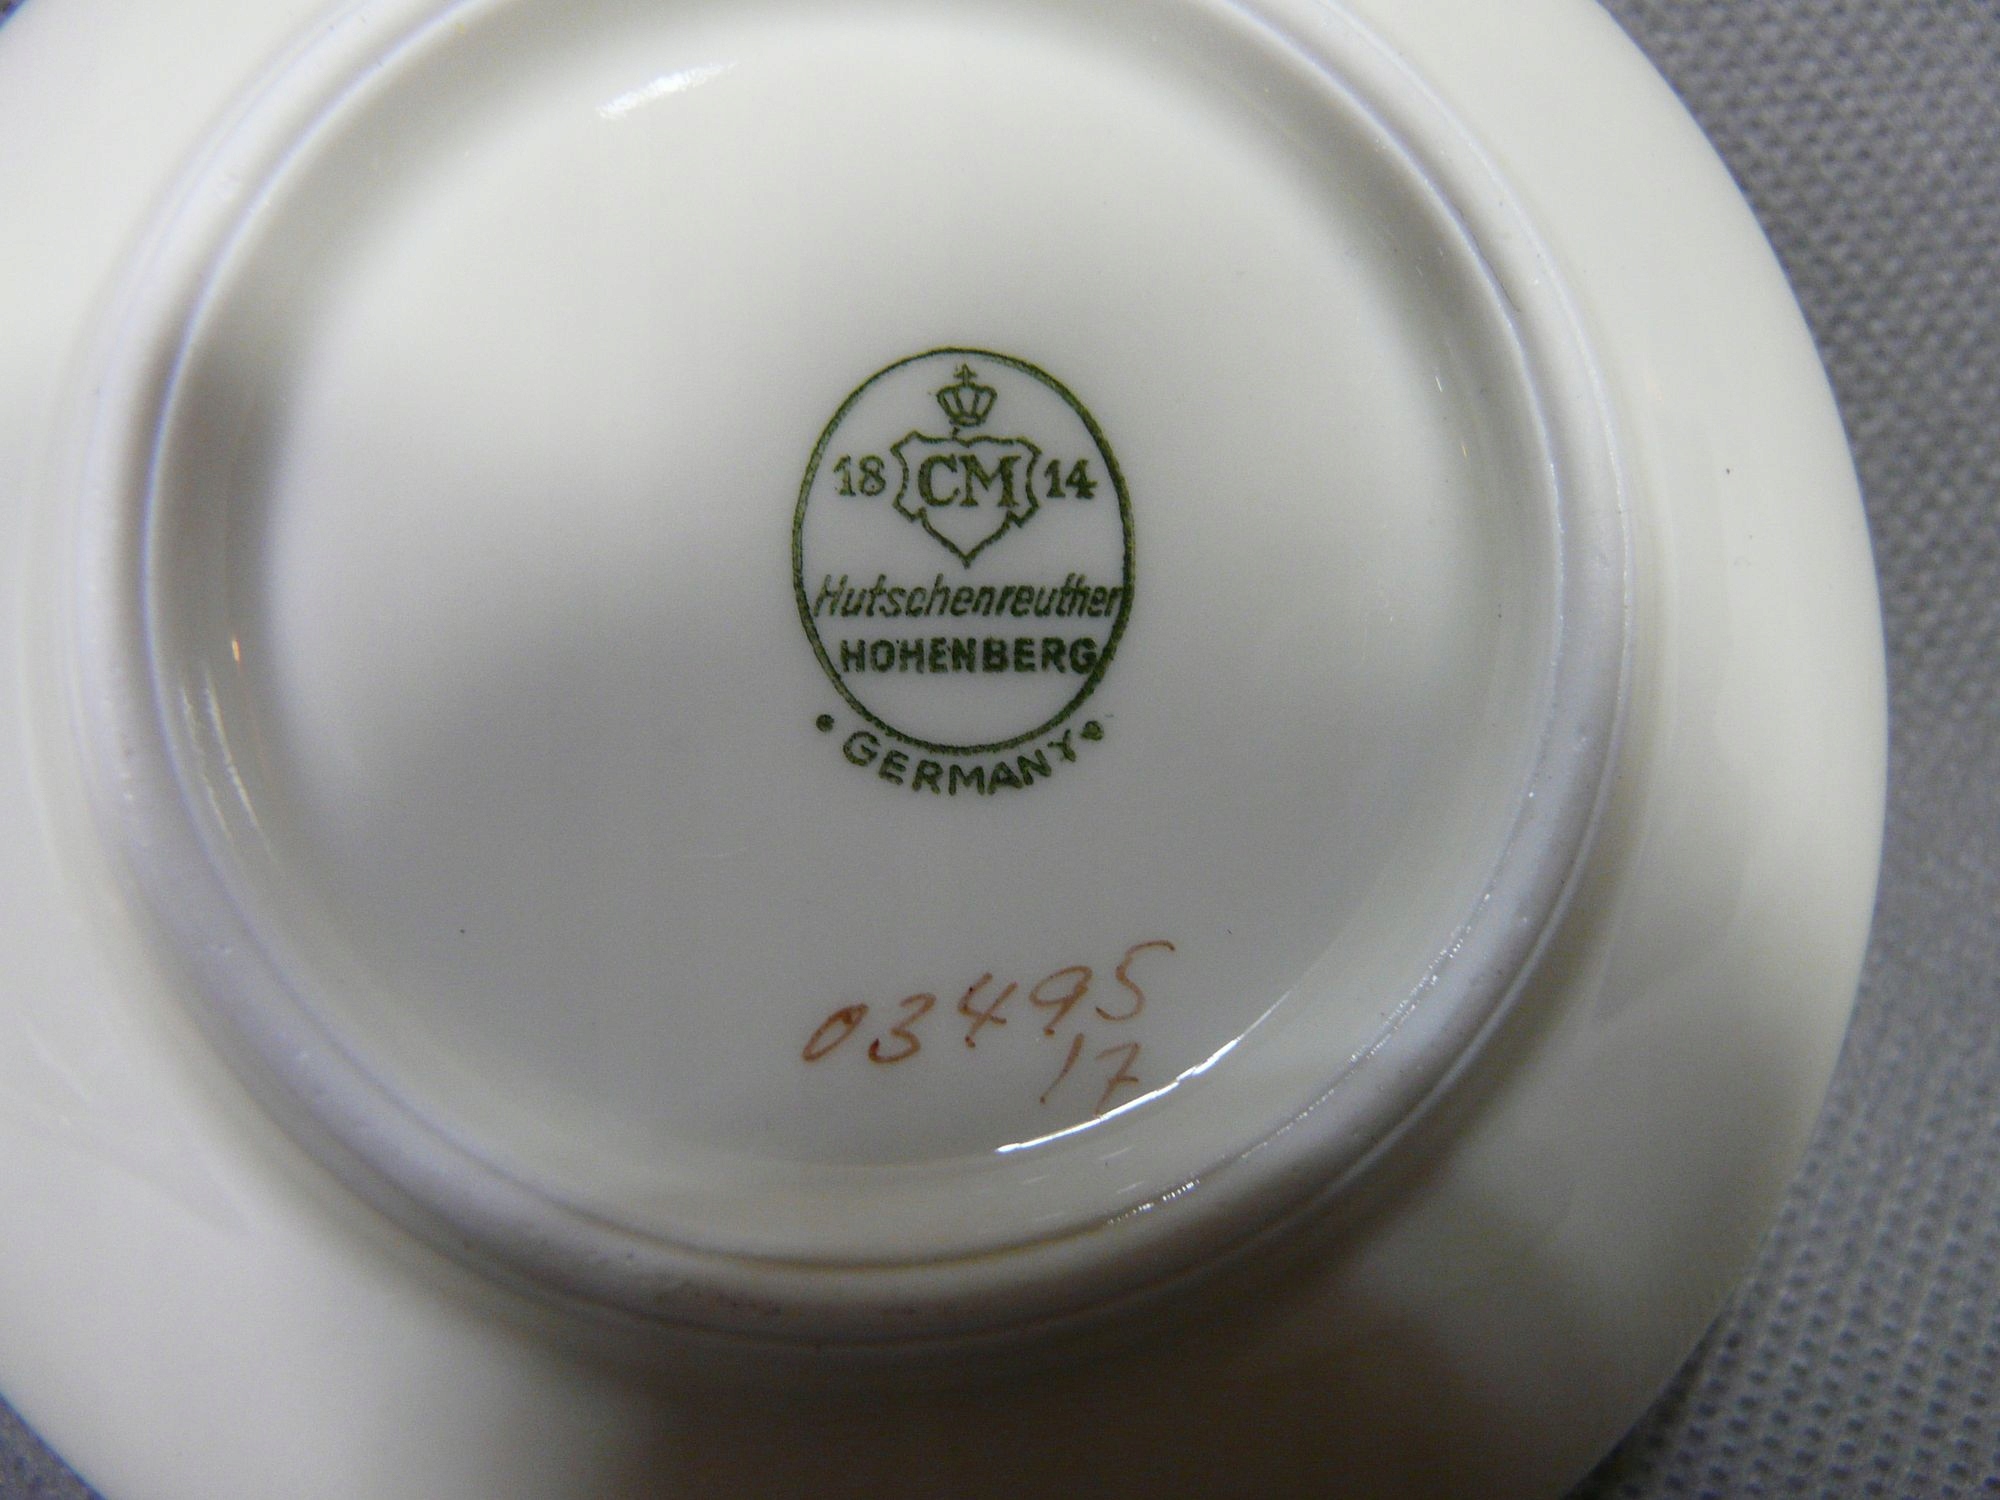 18 CM 14
Hutschenreuther
HOHENBERG
• GERMANY •
03495
17